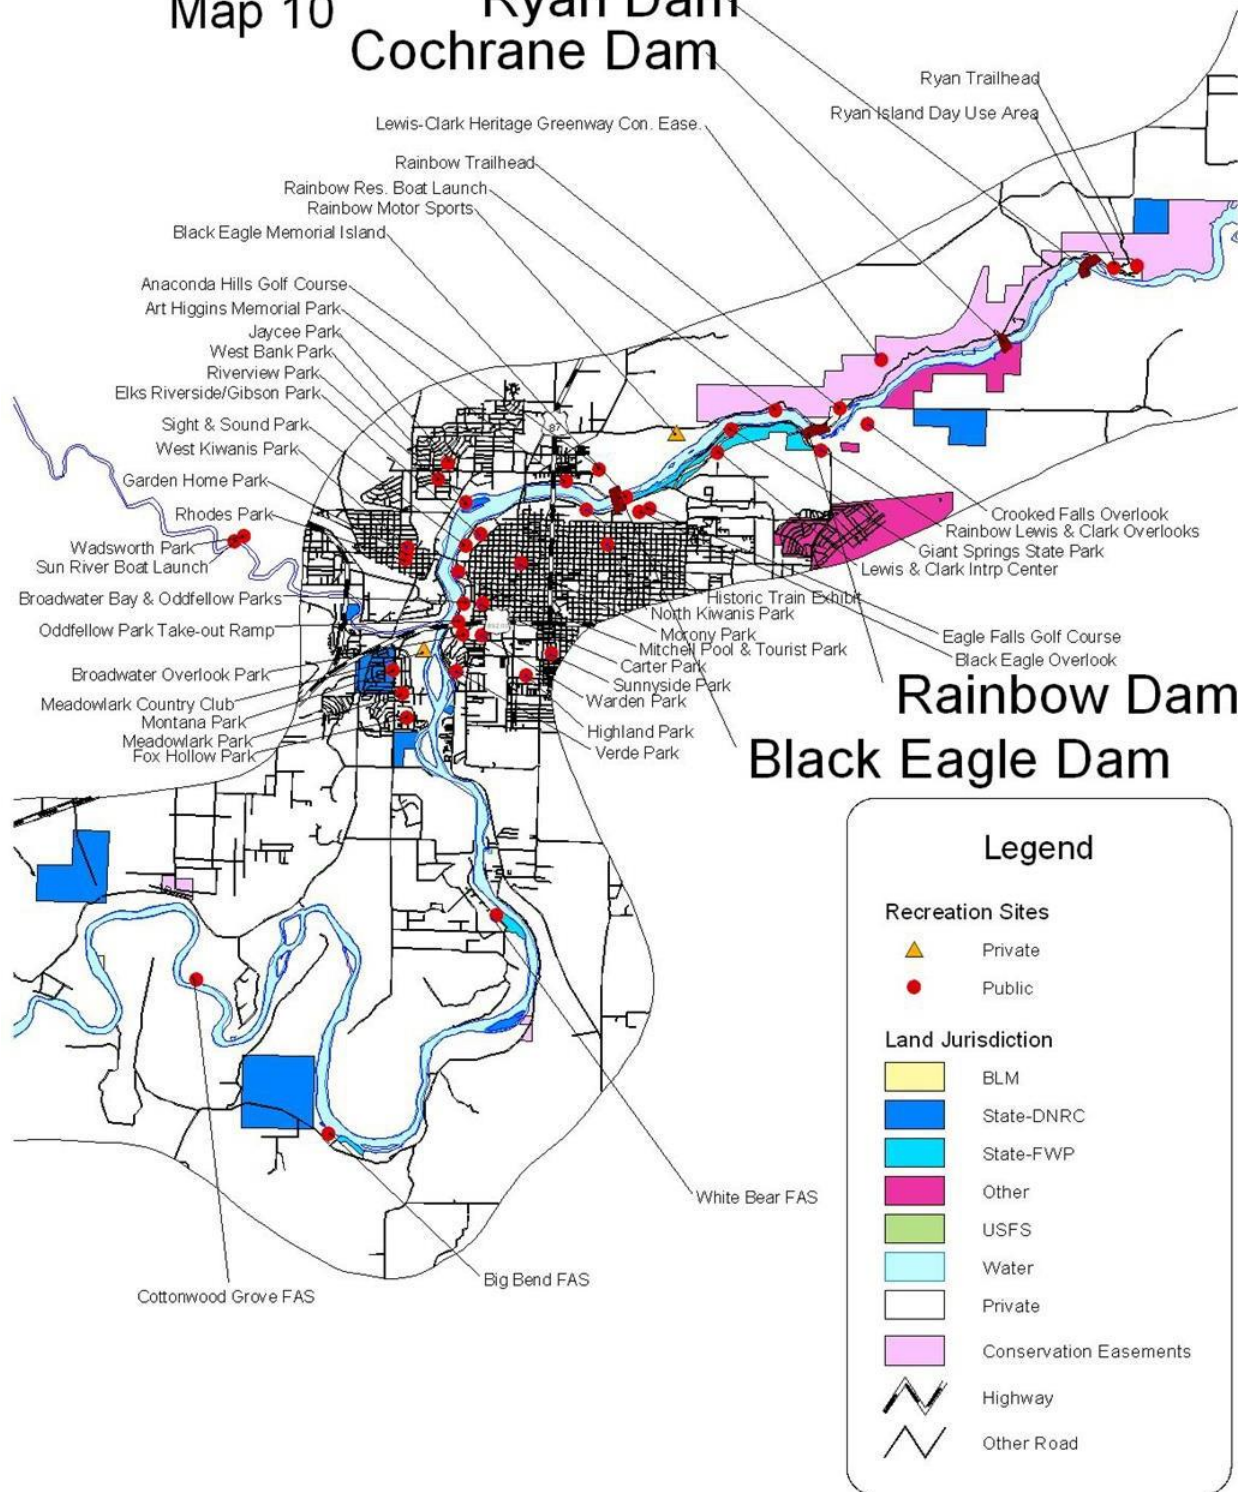 Map 10
Ryan Dam
Cochrane Dam
Ryan Trailhead
Ryan Island Day Use Area
Lewis-Clark Heritage Greenway Con. Ease.
Rainbow Trailhead
Rainbow Res. Boat Launch
Rainbow Motor Sports
Black Eagle Memorial Island
Anaconda Hills Golf Course
Art Higgins Memorial Park
Jaycee Park
West Bank Park
Riverview Park
Elks Riverside/Gibson Park
Sight & Sound Park
West Kiwanis Park
Garden Home Park
Rhodes Park
Wadsworth Park
Sun River Boat Launch
Broadwater Bay & Oddfellow Parks
Oddfellow Park Take-out Ramp
Broadwater Overlook Park
Meadowlark Country Club
Montana Park
Meadowlark Park
Fox Hollow Park
87
Crooked Falls Overlook
Rainbow Lewis & Clark Overlooks
Giant Springs State Park
Lewis & Clark Intrp Center
Historic Train Exhibit
North Kiwanis Park
Morony Park
Mitchell Pool & Tourist Park
Carter Park
Sunnyside Park
Warden Park
Highland Park
Verde Park
Eagle Falls Golf Course
Black Eagle Overlook
Rainbow Dam
Black Eagle Dam
White Bear FAS
Big Bend FAS
Cottonwood Grove FAS
Legend
Recreation Sites
Private
Public
Land Jurisdiction
BLM
State-DNRC
State-FWP
Other
USFS
Water
Private
Conservation Easements
Highway
Other Road